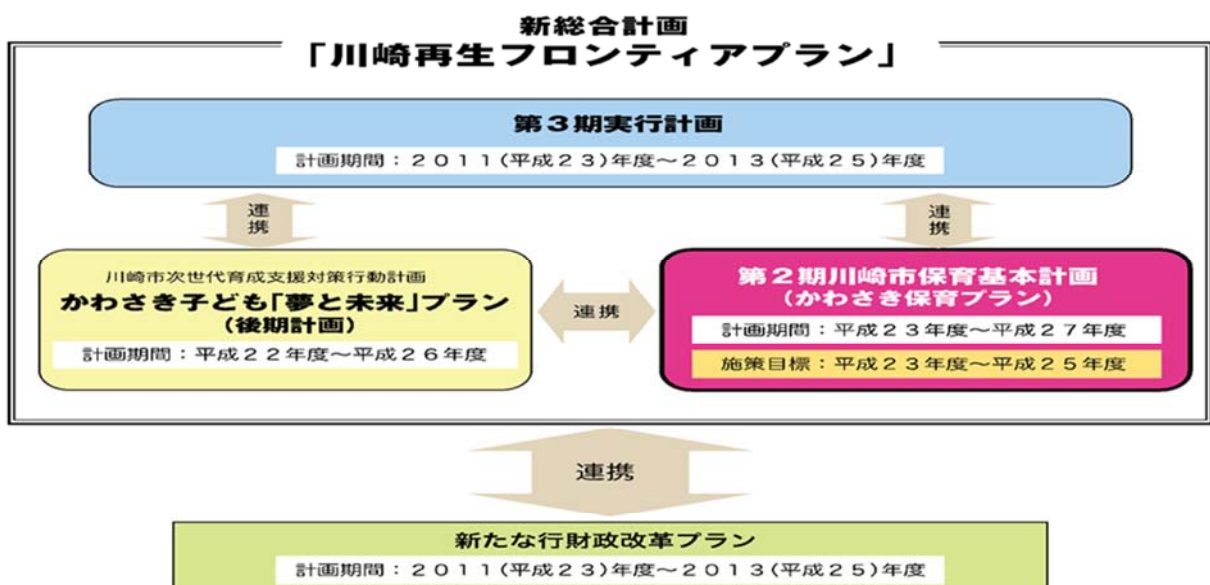 新総合計画
「川崎再生フロンティアプラン」
第３期実行計画
計画期間：２０１１(平成２３)年度～２０１３(平成２５)年度
連携
連携
川崎市次世代育成支援対策行動計画
かわさき子ども「夢と未来」プラン
(後期計画)
計画期間：平成２２年度～平成２６年度
連携
第２期川崎市保育基本計画
(かわさき保育プラン)
計画期間：平成２３年度～平成２７年度
施策目標：平成２３年度～平成２５年度
連携
新たな行財政改革プラン
計画期間：２０１１(平成２３)年度～２０１３(平成２５)年度